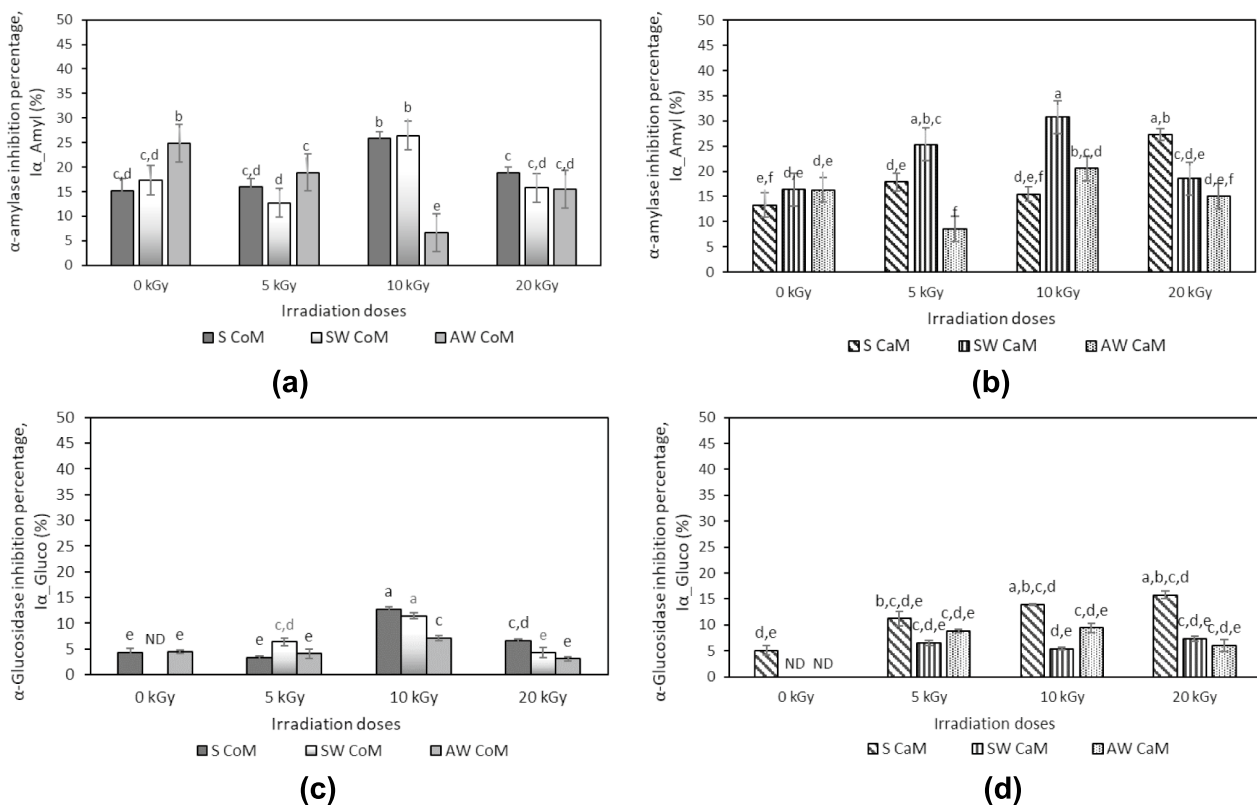 α-amylase inhibition percentage,
Iα_Amyl (%)
50
45
40
35
30
25
20
15
10
5
0
c,d
c,d
b
c,d
d
c
b
b
e
c
c,d
c,d
0 kGy
5 kGy
10 kGy
20 kGy
Irradiation doses
S CoM
SW CoM
AW CoM
(a)
α-amylase inhibition percentage,
Iα_Amyl (%)
50
45
40
35
30
25
20
15
10
5
0
e,f
d,e
d,e
d,e
a,b,c
f
d,e,f
a
b,c,d
a,b
c,d,e
d,e,f
0 kGy
5 kGy
10 kGy
20 kGy
Irradiation doses
S CaM
SW CaM
AW CaM
(b)
α-Glucosidase inhibition percentage,
Iα_Gluco (%)
50
45
40
35
30
25
20
15
10
5
0
e
ND
e
e
c,d
e
a
a
c
c,d
e
e
0 kGy
5 kGy
10 kGy
20 kGy
Irradiation doses
S CoM
SW CoM
AW CoM
(c)
α-Glucosidase inhibition percentage,
Iα_Gluco (%)
50
45
40
35
30
25
20
15
10
5
0
d,e
ND
ND
b,c,d,e
c,d,e
c,d,e
a,b,c,d
d,e
c,d,e
a,b,c,d
c,d,e
c,d,e
0 kGy
5 kGy
10 kGy
20 kGy
Irradiation doses
S CaM
SW CaM
AW CaM
(d)